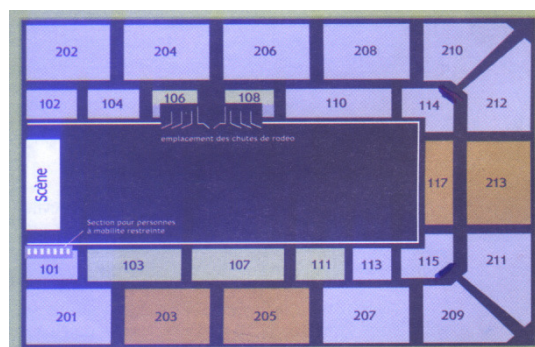 202 204 206 208 210
212
102 104 106 108 110 114
emplacement des chutes de rodéo
Scène
117 213
Section pour personnes
à mobilité restreinte
101 103 107 111 113 115 211
201 203 205 207 209